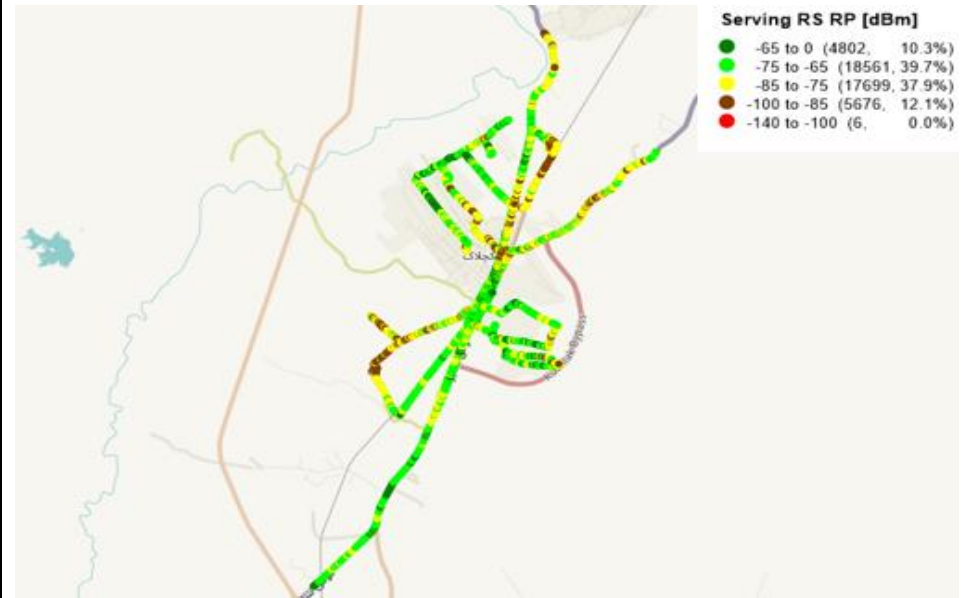 Serving RS RP [dBm]
-65 to 0 (4802, 10.3%)
-75 to -65 (18561, 39.7%)
-85 to -75 (17699, 37.9%)
-100 to -85 (5676, 12.1%)
-140 to -100 (6, 0.0%)
کچلاک